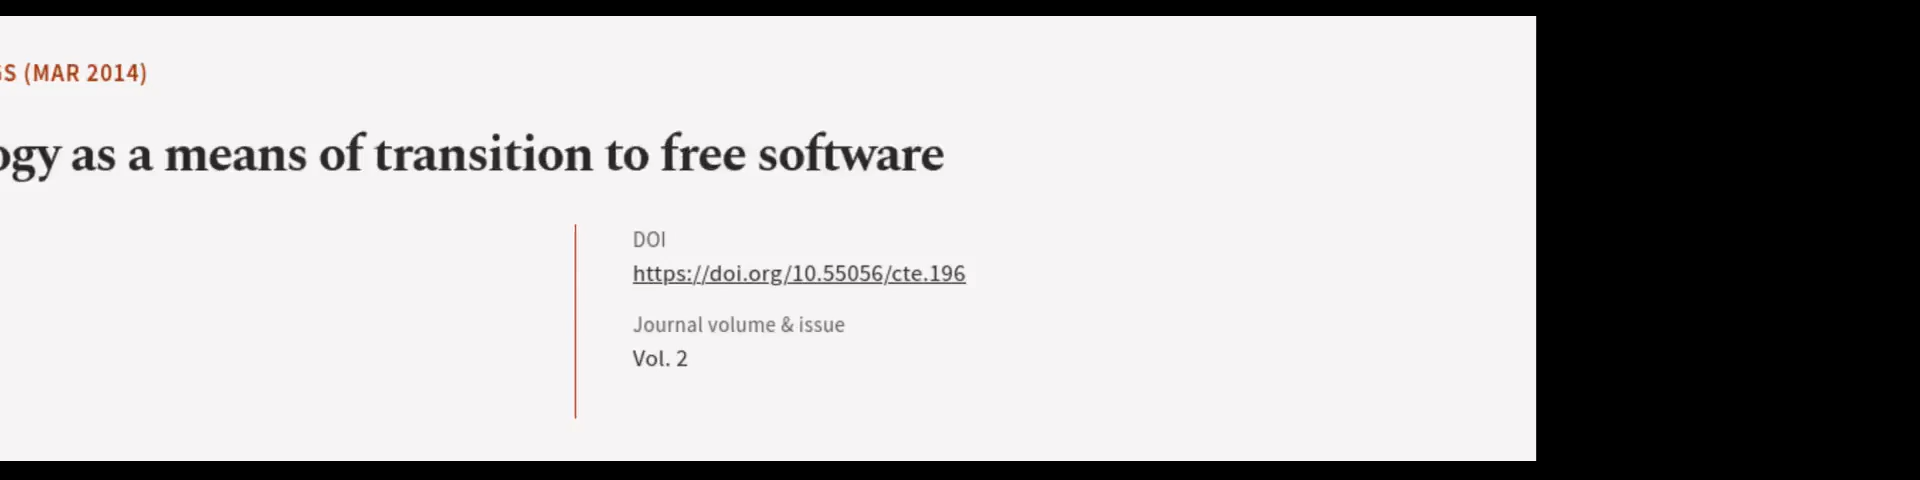 (MAR 2014)
as a means of transition to free software
DOI
https://doi.org/10.55056/cte.196
Journal volume & issue
Vol. 2